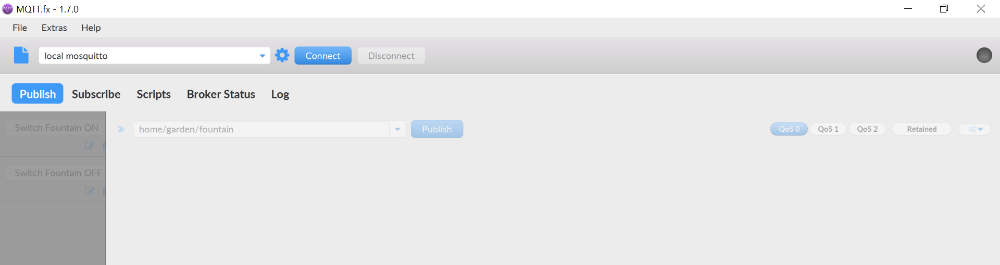 MQTT.fx - 1.7.0
File Extras Help
local mosquitto Connect Disconnect
Publish Subscribe Scripts Broker Status Log
Switch Fountain ON home/garden/fountain Publish QoS 0 QoS 1 QoS 2 Retained
Switch Fountain OFF